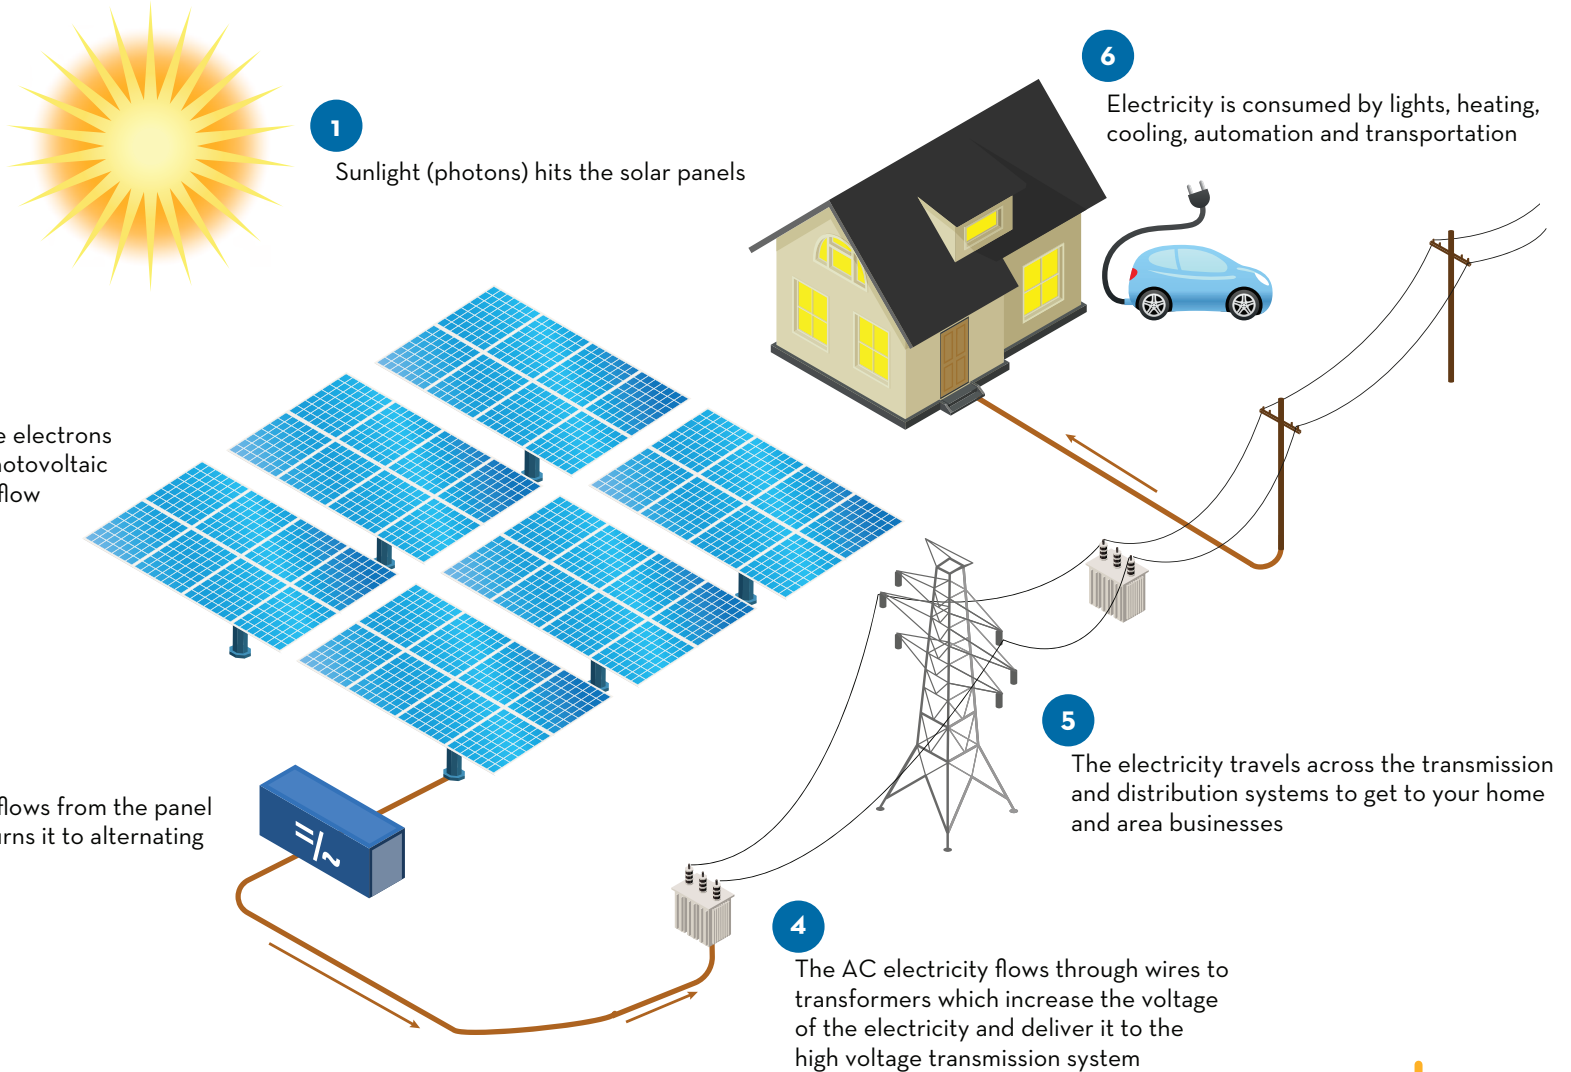 1
Sunlight (photons) hits the solar panels
electrons
flow
flows from the panel
it to alternating
=/~
4
The AC electricity flows through wires to
transformers which increase the voltage
of the electricity and deliver it to the
high voltage transmission system
5
The electricity travels across the transmission
and distribution systems to get to your home
and area businesses
6
Electricity is consumed by lights, heating,
cooling, automation and transportation